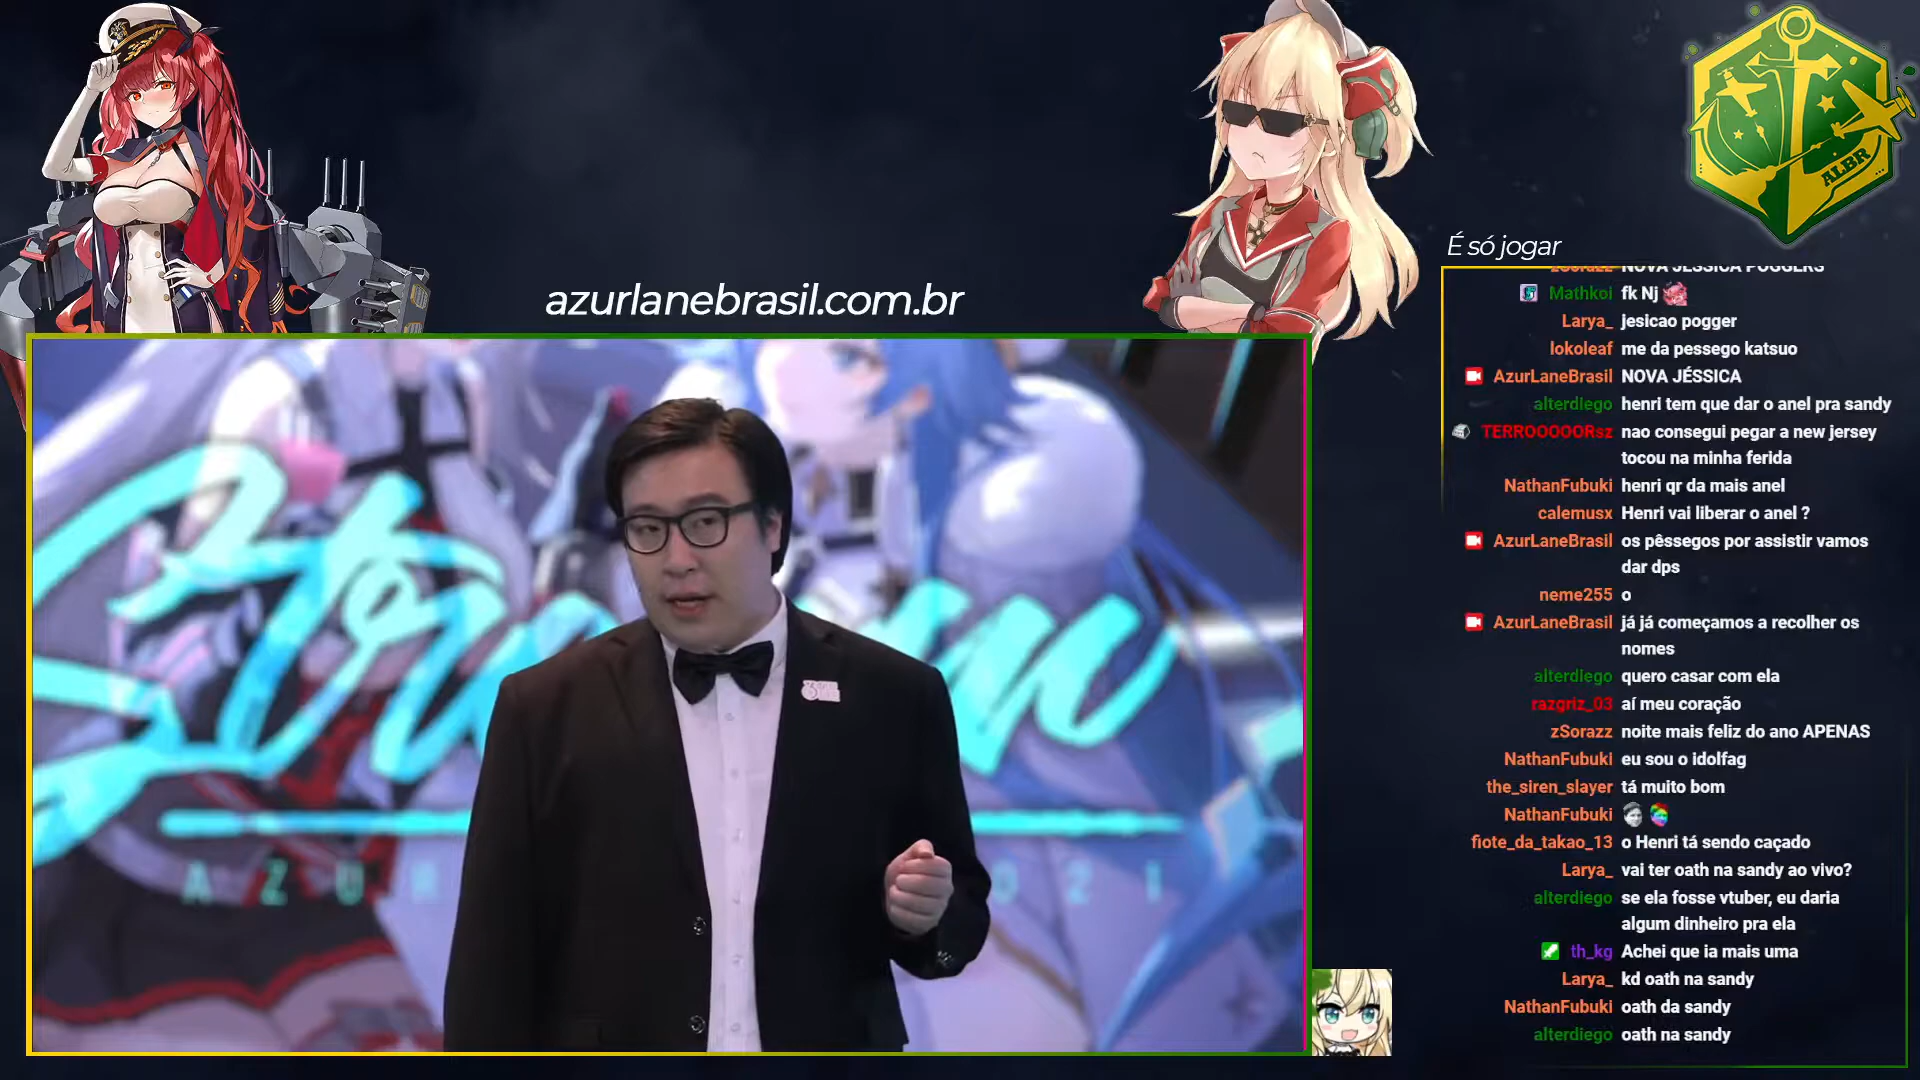 ALBR
É só jogar
azurlanebrasil.com.br
zSorazz NOVA JESSICA POGGERS
Mathkoi fk Nj
Larya_ jesicao pogger
lokoleaf me da pessego katsuo
AzurLaneBrasil NOVA JÉSSICA
alterdiego henri tem que dar o anel pra sandy
TERROOOOORsz nao consegui pegar a new jersey
tocou na minha ferida
NathanFubuki henri qr da mais anel
calemusx Henri vai liberar o anel ?
AzurLaneBrasil os pêssegos por assistir vamos
dar dps
neme255 o
AzurLaneBrasil já já começamos a recolher os
nomes
alterdiego quero casar com ela
razgriz_03 aí meu coração
zSorazz noite mais feliz do ano APENAS
NathanFubuki eu sou o idolfag
the_siren_slayer tá muito bom
NathanFubuki
fiote_da_takao_13 o Henri tá sendo caçado
Larya_ vai ter oath na sandy ao vivo?
alterdiego se ela fosse vtuber, eu daria
algum dinheiro pra ela
th_kg Achei que ia mais uma
Larya_ kd oath na sandy
NathanFubuki oath da sandy
alterdiego oath na sandy
AZUR
021